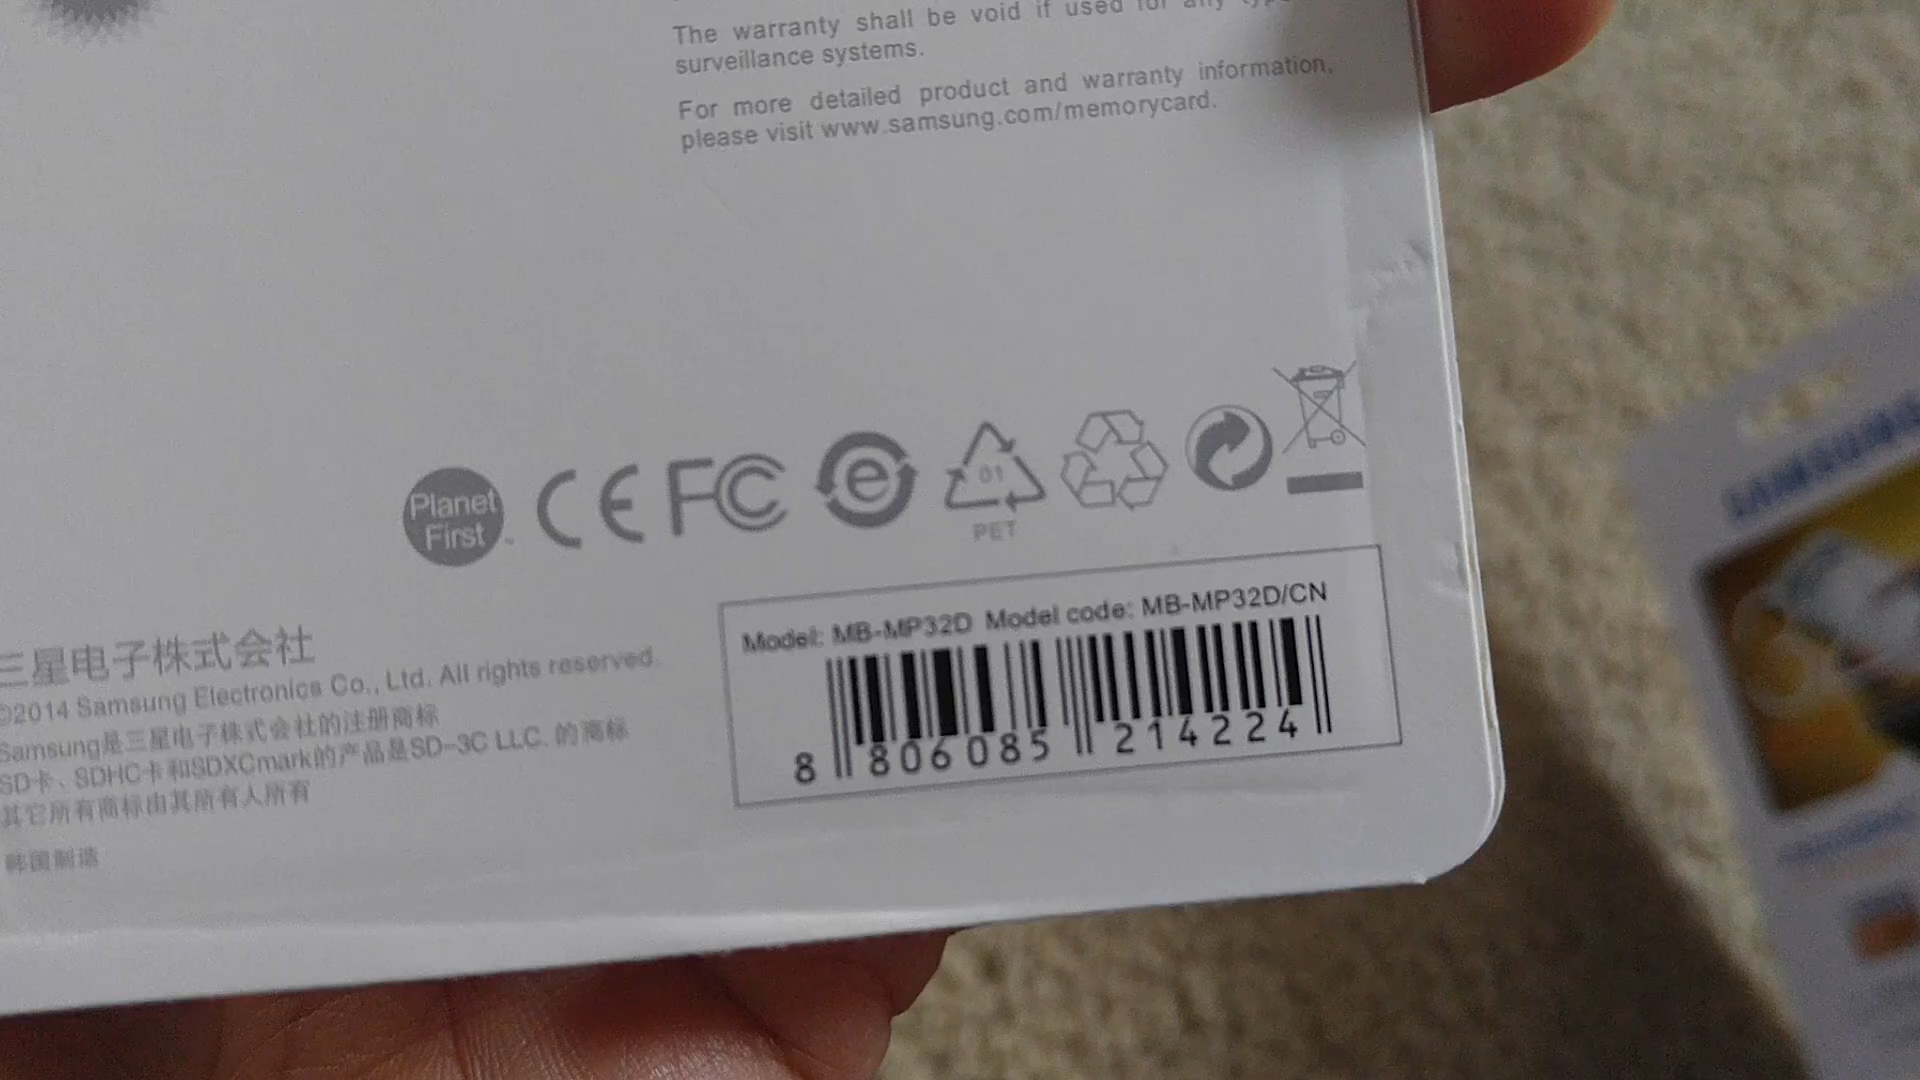 The warranty shall be void if used for any type
surveillance systems.
For more detailed product and warranty information,
please visit www.samsung.com/memorycard.
Planet
First
CE FC e 01
PET
Model: MB-MP32D Model code: MB-MP32D/CN
8 806085 214224
三星电子株式会社
©2014 Samsung Electronics Co., Ltd. All rights reserved.
Samsung是三星电子株式会社的注册商标
SD卡、SDHC卡和SDXCmark的产品是SD-3C LLC. 的商标
其它所有商标由其所有人所有
韩国制造
SAMSUNG